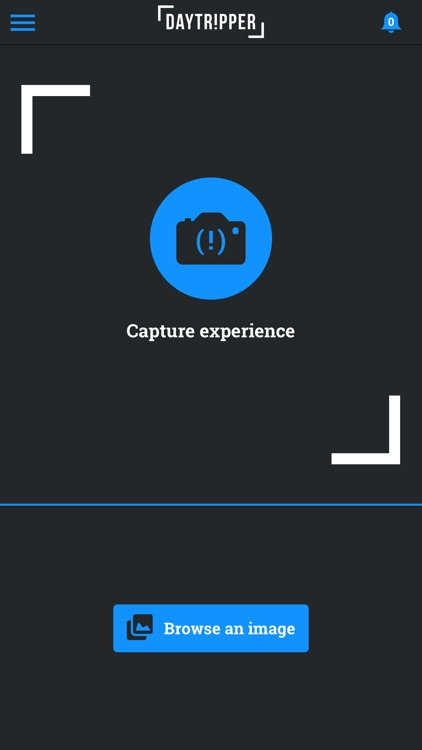 DAYTR!PPER
0
(!)
Capture experience
Browse an image